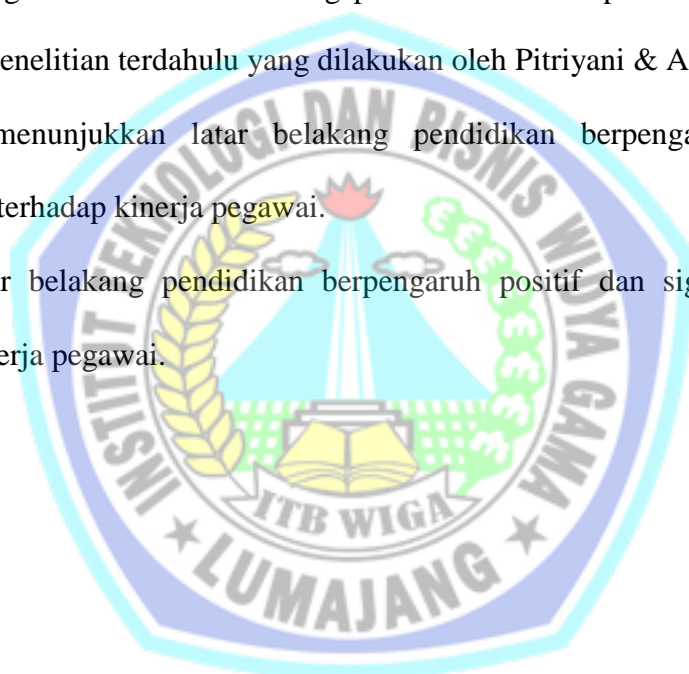 enelitian terdahulu yang dilakukan oleh Pitriyani & A
menunjukkan latar belakang pendidikan berpenga
terhadap kinerja pegawai.
r belakang pendidikan berpengaruh positif dan sig
erja pegawai.
INSTITUT TEKNOLOGI DAN BISNIS WIDYA GAMA
ITB WIGA
LUMAJANG